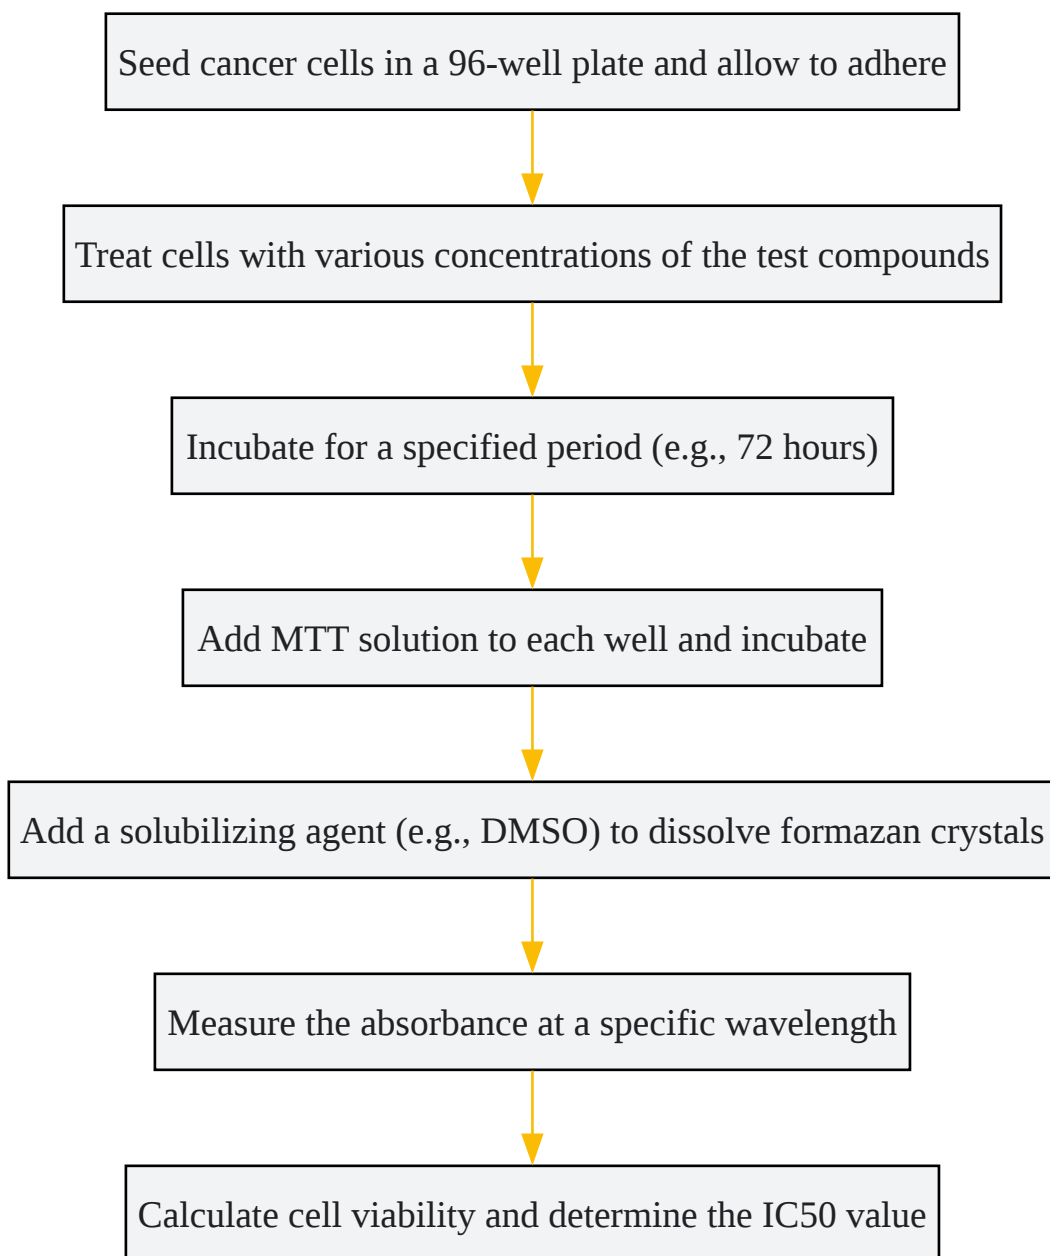 Seed cancer cells in a 96-well plate and allow to adhere
Treat cells with various concentrations of the test compounds
Incubate for a specified period (e.g., 72 hours)
Add MTT solution to each well and incubate
Add a solubilizing agent (e.g., DMSO) to dissolve formazan crystals
Measure the absorbance at a specific wavelength
Calculate cell viability and determine the IC50 value